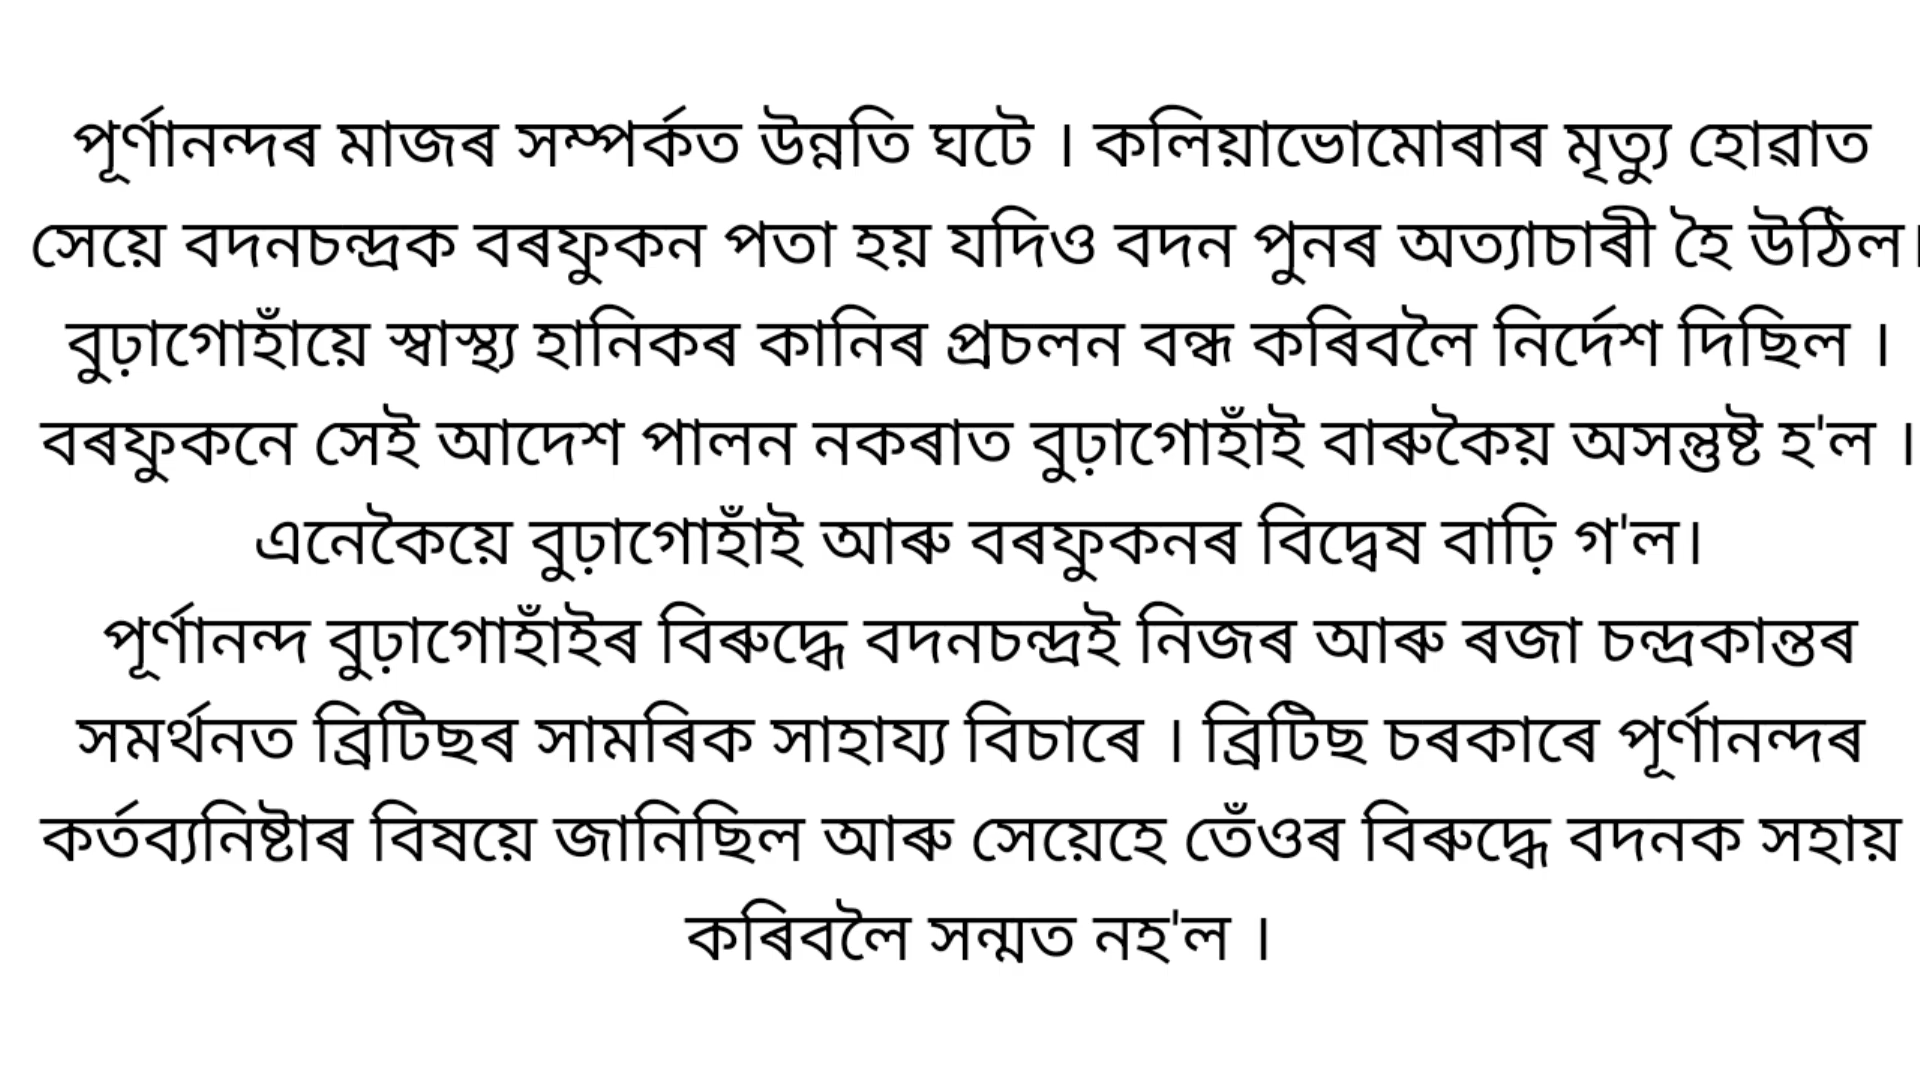 পূৰ্ণানন্দৰ মাজৰ সম্পৰ্কত উন্নতি ঘটে । কলিয়াভোমোৰাৰ মৃত্যু হোৱাত
সেয়ে বদনচন্দ্ৰক বৰফুকন পতা হয় যদিও বদন পুনৰ অত্যাচাৰী হৈ উঠিল।
বুঢ়াগোহাঁয়ে স্বাস্থ্য হানিকৰ কানিৰ প্ৰচলন বন্ধ কৰিবলৈ নিৰ্দেশ দিছিল ।
বৰফুকনে সেই আদেশ পালন নকৰাত বুঢ়াগোহাঁই বাৰুকৈয় অসন্তুষ্ট হ'ল ।
এনেকৈয়ে বুঢ়াগোহাঁই আৰু বৰফুকনৰ বিদ্বেষ বাঢ়ি গ'ল।
পূৰ্ণানন্দ বুঢ়াগোহাঁইৰ বিৰুদ্ধে বদনচন্দ্ৰই নিজৰ আৰু ৰজা চন্দ্ৰকান্তৰ
সমৰ্থনত ব্ৰিটিছৰ সামৰিক সাহায্য বিচাৰে । ব্ৰিটিছ চৰকাৰে পূৰ্ণানন্দৰ
কৰ্তব্যনিষ্টাৰ বিষয়ে জানিছিল আৰু সেয়েহে তেঁওৰ বিৰুদ্ধে বদনক সহায়
কৰিবলৈ সন্মত নহ'ল ।